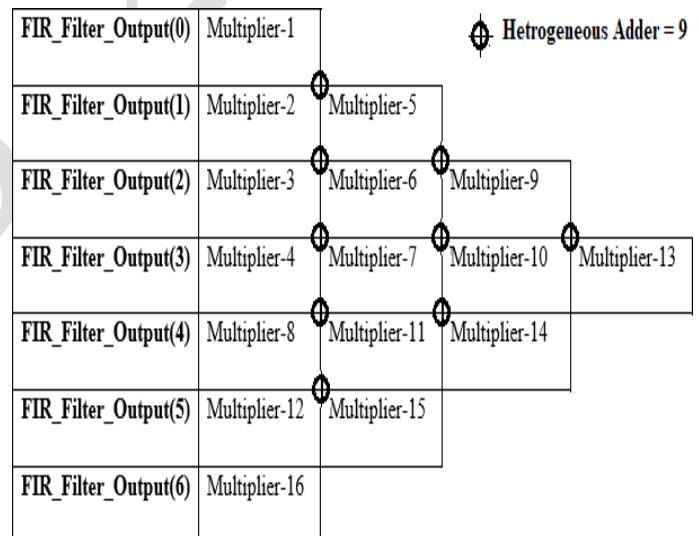 FIR_Filter_Output(0) Multiplier-1
Hetrogeneous Adder = 9
FIR_Filter_Output(1) Multiplier-2 Multiplier-5
FIR_Filter_Output(2) Multiplier-3 Multiplier-6 Multiplier-9
FIR_Filter_Output(3) Multiplier-4 Multiplier-7 Multiplier-10 Multiplier-13
FIR_Filter_Output(4) Multiplier-8 Multiplier-11 Multiplier-14
FIR_Filter_Output(5) Multiplier-12 Multiplier-15
FIR_Filter_Output(6) Multiplier-16